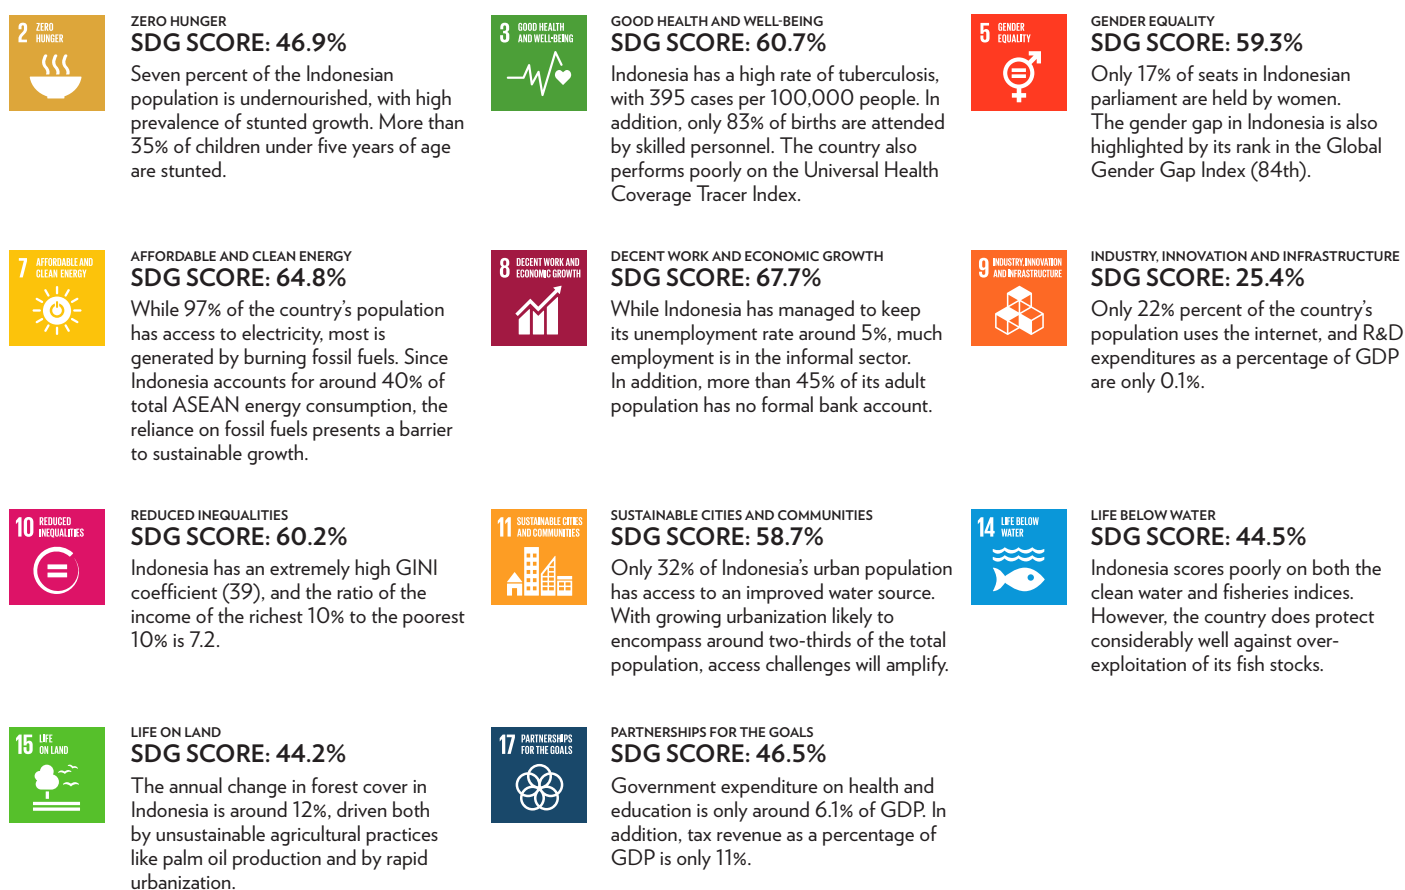 2 ZERO
HUNGER
ZERO HUNGER
SDG SCORE: 46.9%
Seven percent of the Indonesian
population is undernourished, with high
prevalence of stunted growth. More than
35% of children under five years of age
are stunted.
3 GOOD HEALTH
AND WELL-BEING
GOOD HEALTH AND WELL-BEING
SDG SCORE: 60.7%
Indonesia has a high rate of tuberculosis,
with 395 cases per 100,000 people. In
addition, only 83% of births are attended
by skilled personnel. The country also
performs poorly on the Universal Health
Coverage Tracer Index.
5 GENDER
EQUALITY
GENDER EQUALITY
SDG SCORE: 59.3%
Only 17% of seats in Indonesian
parliament are held by women.
The gender gap in Indonesia is also
highlighted by its rank in the Global
Gender Gap Index (84th).
7 AFFORDABLE AND
CLEAN ENERGY
AFFORDABLE AND CLEAN ENERGY
SDG SCORE: 64.8%
While 97% of the country's population
has access to electricity, most is
generated by burning fossil fuels. Since
Indonesia accounts for around 40% of
total ASEAN energy consumption, the
reliance on fossil fuels presents a barrier
to sustainable growth.
8 DECENT WORK AND
ECONOMIC GROWTH
DECENT WORK AND ECONOMIC GROWTH
SDG SCORE: 67.7%
While Indonesia has managed to keep
its unemployment rate around 5%, much
employment is in the informal sector.
In addition, more than 45% of its adult
population has no formal bank account.
9 INDUSTRY, INNOVATION
AND INFRASTRUCTURE
INDUSTRY, INNOVATION AND INFRASTRUCTURE
SDG SCORE: 25.4%
Only 22% percent of the country's
population uses the internet, and R&D
expenditures as a percentage of GDP
are only 0.1%.
10 REDUCED
INEQUALITIES
REDUCED INEQUALITIES
SDG SCORE: 60.2%
Indonesia has an extremely high GINI
coefficient (39), and the ratio of the
income of the richest 10% to the poorest
10% is 7.2.
11 SUSTAINABLE CITIES
AND COMMUNITIES
SUSTAINABLE CITIES AND COMMUNITIES
SDG SCORE: 58.7%
Only 32% of Indonesia's urban population
has access to an improved water source.
With growing urbanization likely to
encompass around two-thirds of the total
population, access challenges will amplify.
14 LIFE BELOW
WATER
LIFE BELOW WATER
SDG SCORE: 44.5%
Indonesia scores poorly on both the
clean water and fisheries indices.
However, the country does protect
considerably well against over-
exploitation of its fish stocks.
15 LIFE
ON LAND
LIFE ON LAND
SDG SCORE: 44.2%
The annual change in forest cover in
Indonesia is around 12%, driven both
by unsustainable agricultural practices
like palm oil production and by rapid
urbanization.
17 PARTNERSHIPS
FOR THE GOALS
PARTNERSHIPS FOR THE GOALS
SDG SCORE: 46.5%
Government expenditure on health and
education is only around 6.1% of GDP. In
addition, tax revenue as a percentage of
GDP is only 11%.